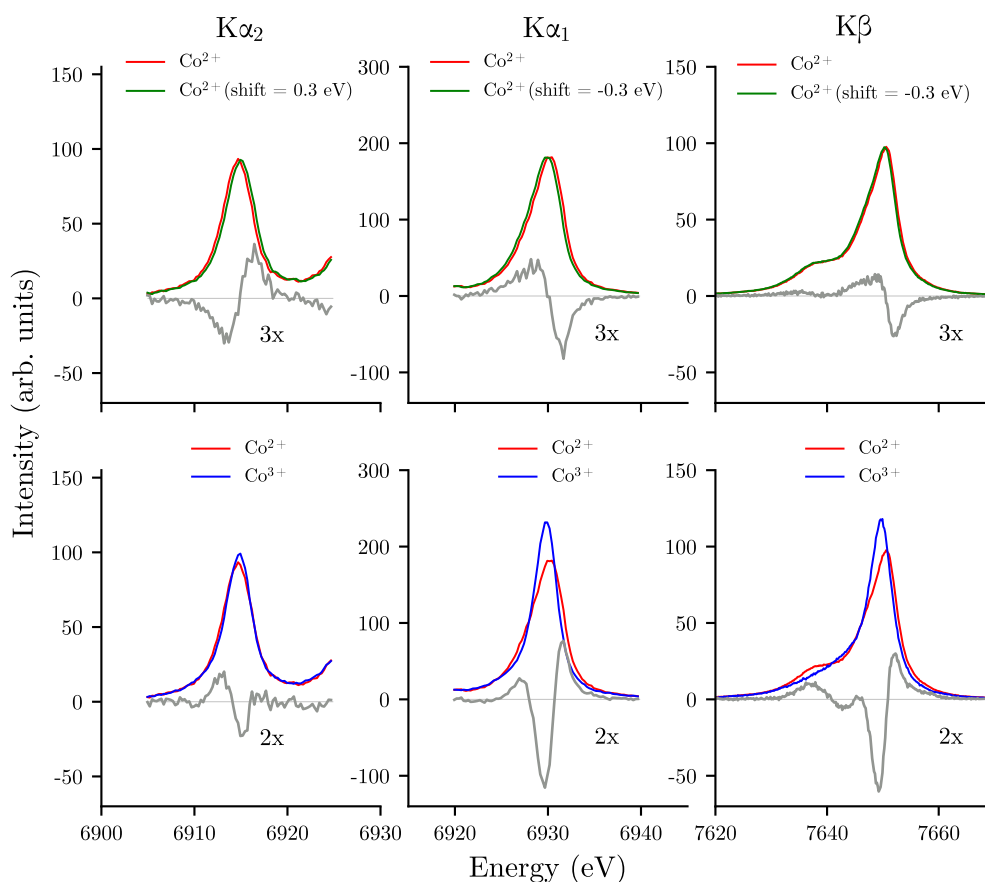 Kα₂
Kα₁
Kβ
Co²⁺
Co²⁺(shift = 0.3 eV)
Co²⁺
Co²⁺(shift = -0.3 eV)
Co²⁺
Co²⁺(shift = -0.3 eV)
150
100
50
0
-50
3x
300
200
100
0
-100
3x
150
100
50
0
-50
3x
Intensity (arb. units)
Co²⁺
Co³⁺
Co²⁺
Co³⁺
Co²⁺
Co³⁺
150
100
50
0
-50
2x
300
200
100
0
-100
2x
150
100
50
0
-50
2x
6900 6910 6920 6930
6920 6930 6940
7620 7640 7660
Energy (eV)